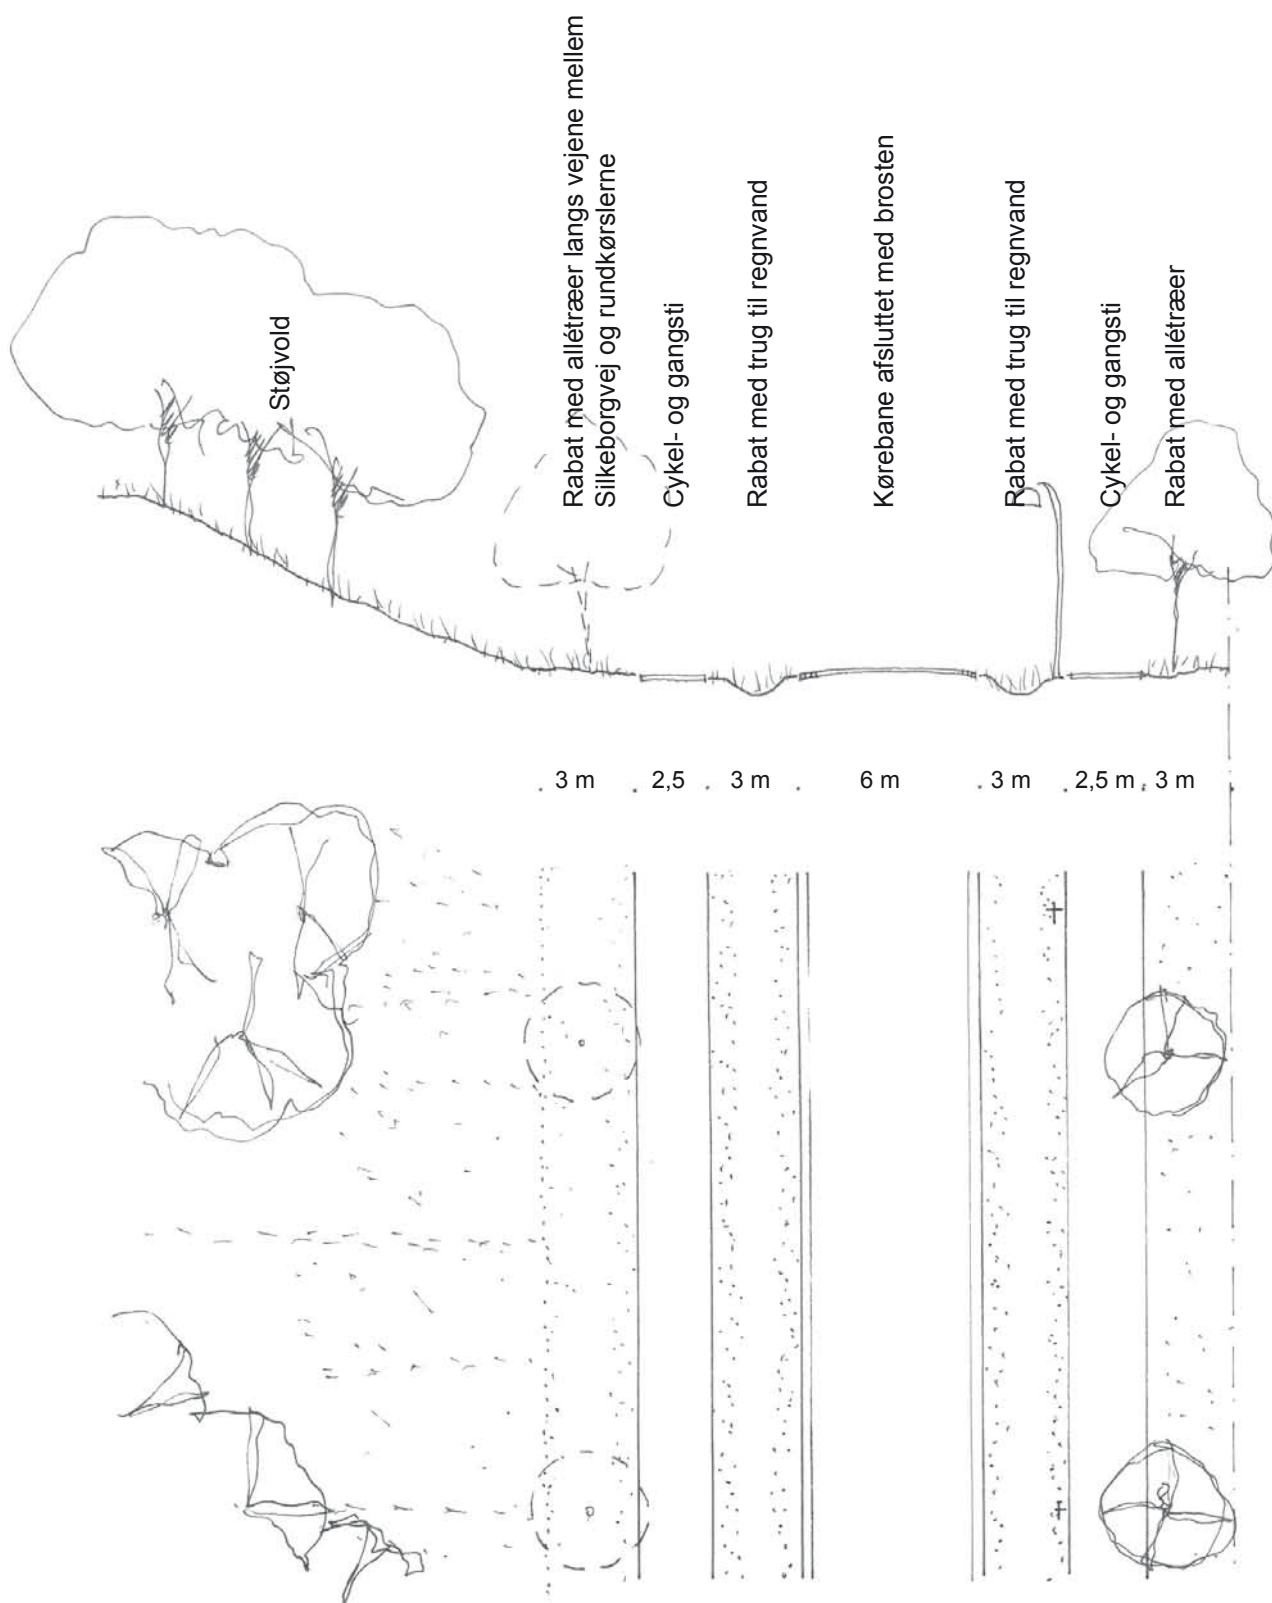 Støjvold
Rabat med allétræer langs vejene mellem
Silkeborgvej og rundkørslerne
Cykel- og gangsti
Rabat med trug til regnvand
Kørebane afsluttet med brosten
Rabat med trug til regnvand
Cykel- og gangsti
Rabat med allétræer
3 m
2,5
3 m
6 m
3 m
2,5 m
3 m